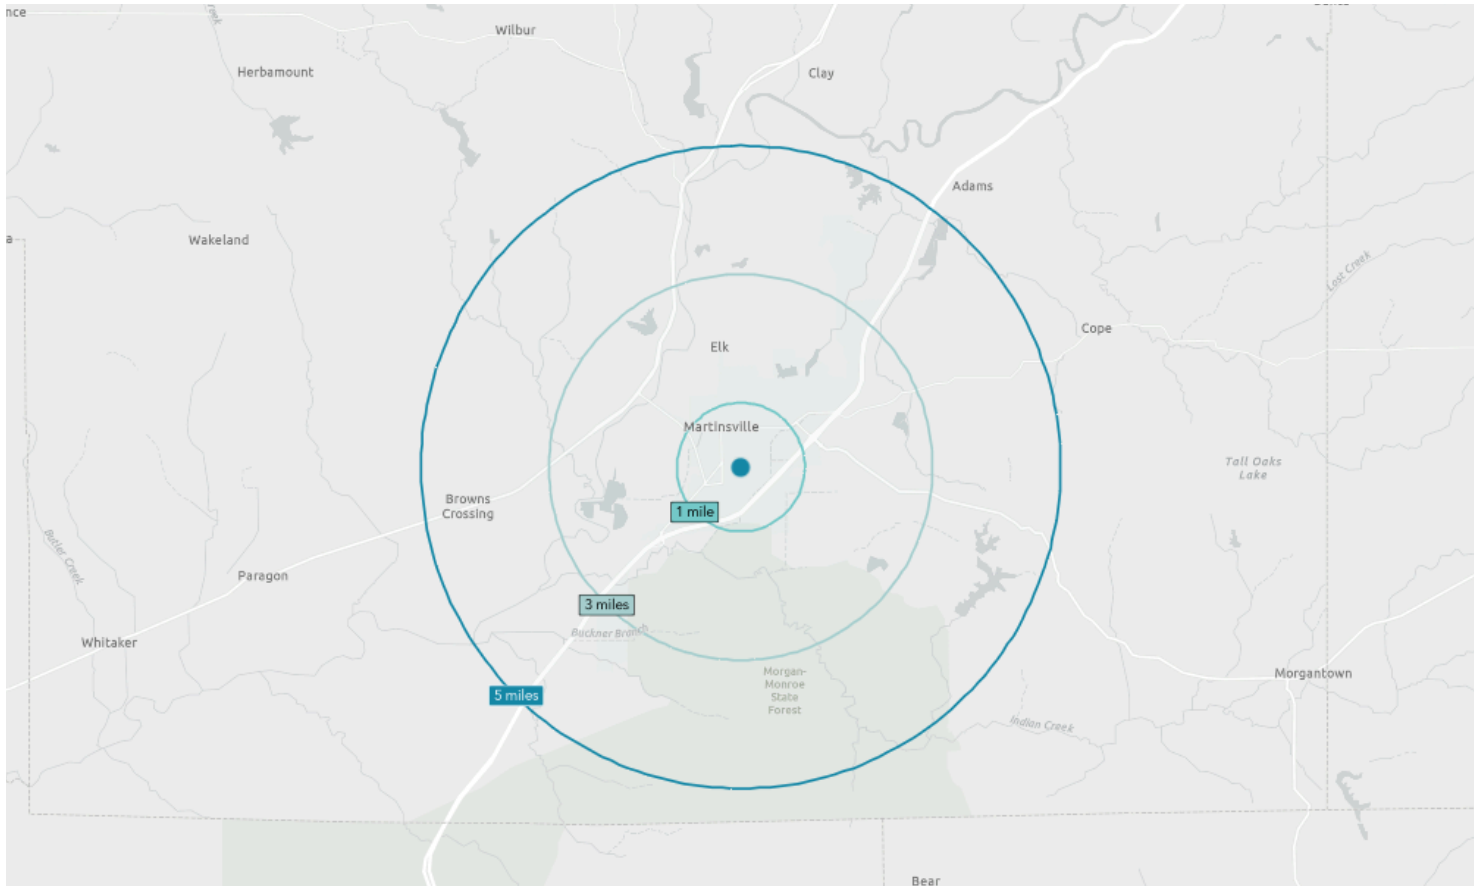 nce
Creek
Wilbur
Clay
Herbamount
Adams
a
Wakeland
Lost Creek
Cope
Elk
Martinsville
Tall Oaks
Lake
Browns
Crossing
1 mile
Butler Creek
Paragon
3 miles
Buckner Branch
Whitaker
Morgan-
Monroe
State
Forest
Morgantown
5 miles
Indian Creek
Bear